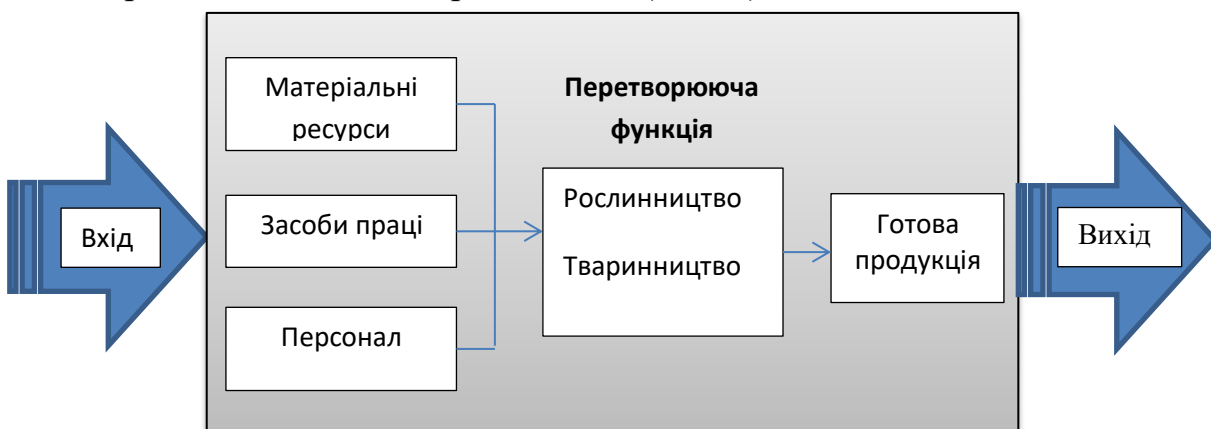 Вхід
Матеріальні
ресурси
Засоби праці
Персонал
Перетворююча
функція
Рослинництво
Тваринництво
Готова
продукція
Вихід